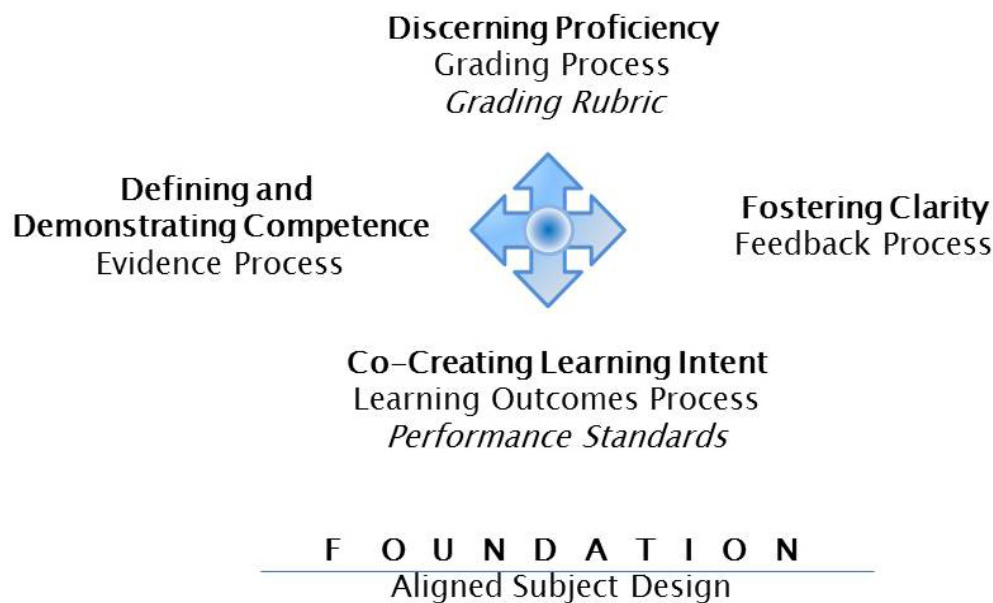 Discerning Proficiency
Grading Process
Grading Rubric
Defining and
Demonstrating Competence
Evidence Process
Fostering Clarity
Feedback Process
Co-Creating Learning Intent
Learning Outcomes Process
Performance Standards
F O U N D A T I O N
Aligned Subject Design